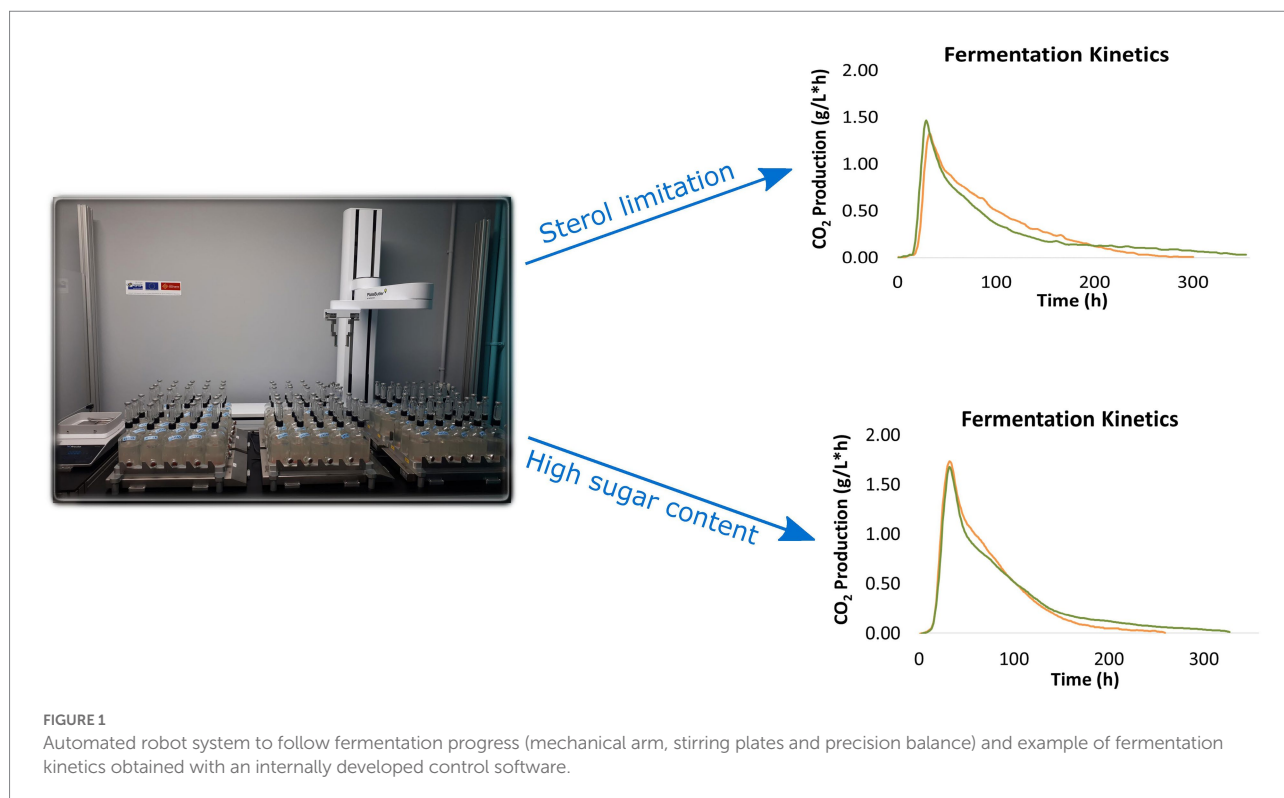 Fermentation Kinetics
CO₂ Production (g/L*h)
2.00
1.50
1.00
0.50
0.00
0
100
200
300
Time (h)
Sterol limitation
High sugar content
Fermentation Kinetics
CO₂ Production (g/L*h)
2.00
1.50
1.00
0.50
0.00
0
100
200
300
Time (h)
FIGURE 1
Automated robot system to follow fermentation progress (mechanical arm, stirring plates and precision balance) and example of fermentation
kinetics obtained with an internally developed control software.